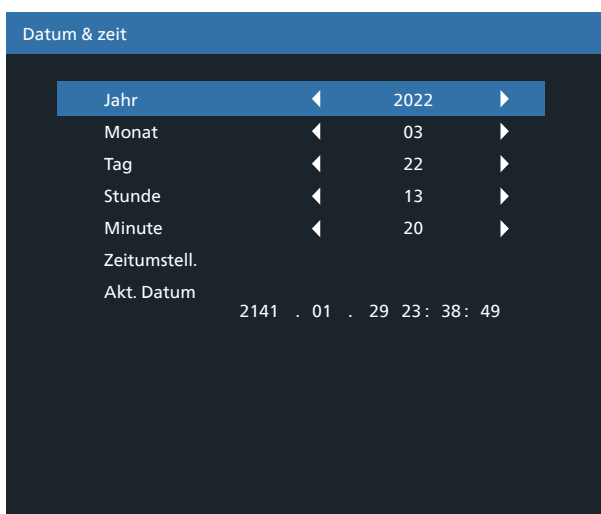 Datum & zeit
Jahr 2022
Monat 03
Tag 22
Stunde 13
Minute 20
Zeitumstell.
Akt. Datum
2141 . 01 . 29 23: 38: 49